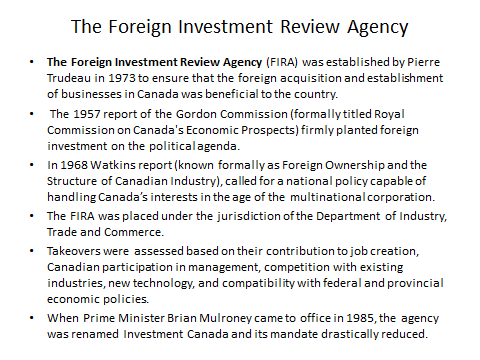 The Foreign Investment Review Agency
• The Foreign Investment Review Agency (FIRA) was established by Pierre
Trudeau in 1973 to ensure that the foreign acquisition and establishment
of businesses in Canada was beneficial to the country.
• The 1957 report of the Gordon Commission (formally titled Royal
Commission on Canada's Economic Prospects) firmly planted foreign
investment on the political agenda.
• In 1968 Watkins report (known formally as Foreign Ownership and the
Structure of Canadian Industry), called for a national policy capable of
handling Canada's interests in the age of the multinational corporation.
• The FIRA was placed under the jurisdiction of the Department of Industry,
Trade and Commerce.
• Takeovers were assessed based on their contribution to job creation,
Canadian participation in management, competition with existing
industries, new technology, and compatibility with federal and provincial
economic policies.
• When Prime Minister Brian Mulroney came to office in 1985, the agency
was renamed Investment Canada and its mandate drastically reduced.